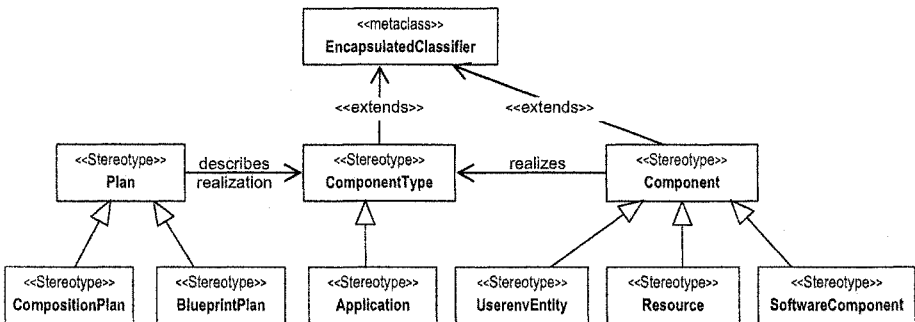 <<metaclass>>
EncapsulatedClassifier
<<extends>>
<<extends>>
<<Stereotype>>
Plan
describes
realization
<<Stereotype>>
ComponentType
realizes
<<Stereotype>>
Component
<<Stereotype>>
CompositionPlan
<<Stereotype>>
BlueprintPlan
<<Stereotype>>
Application
<<Stereotype>>
UserenvEntity
<<Stereotype>>
Resource
<<Stereotype>>
SoftwareComponent